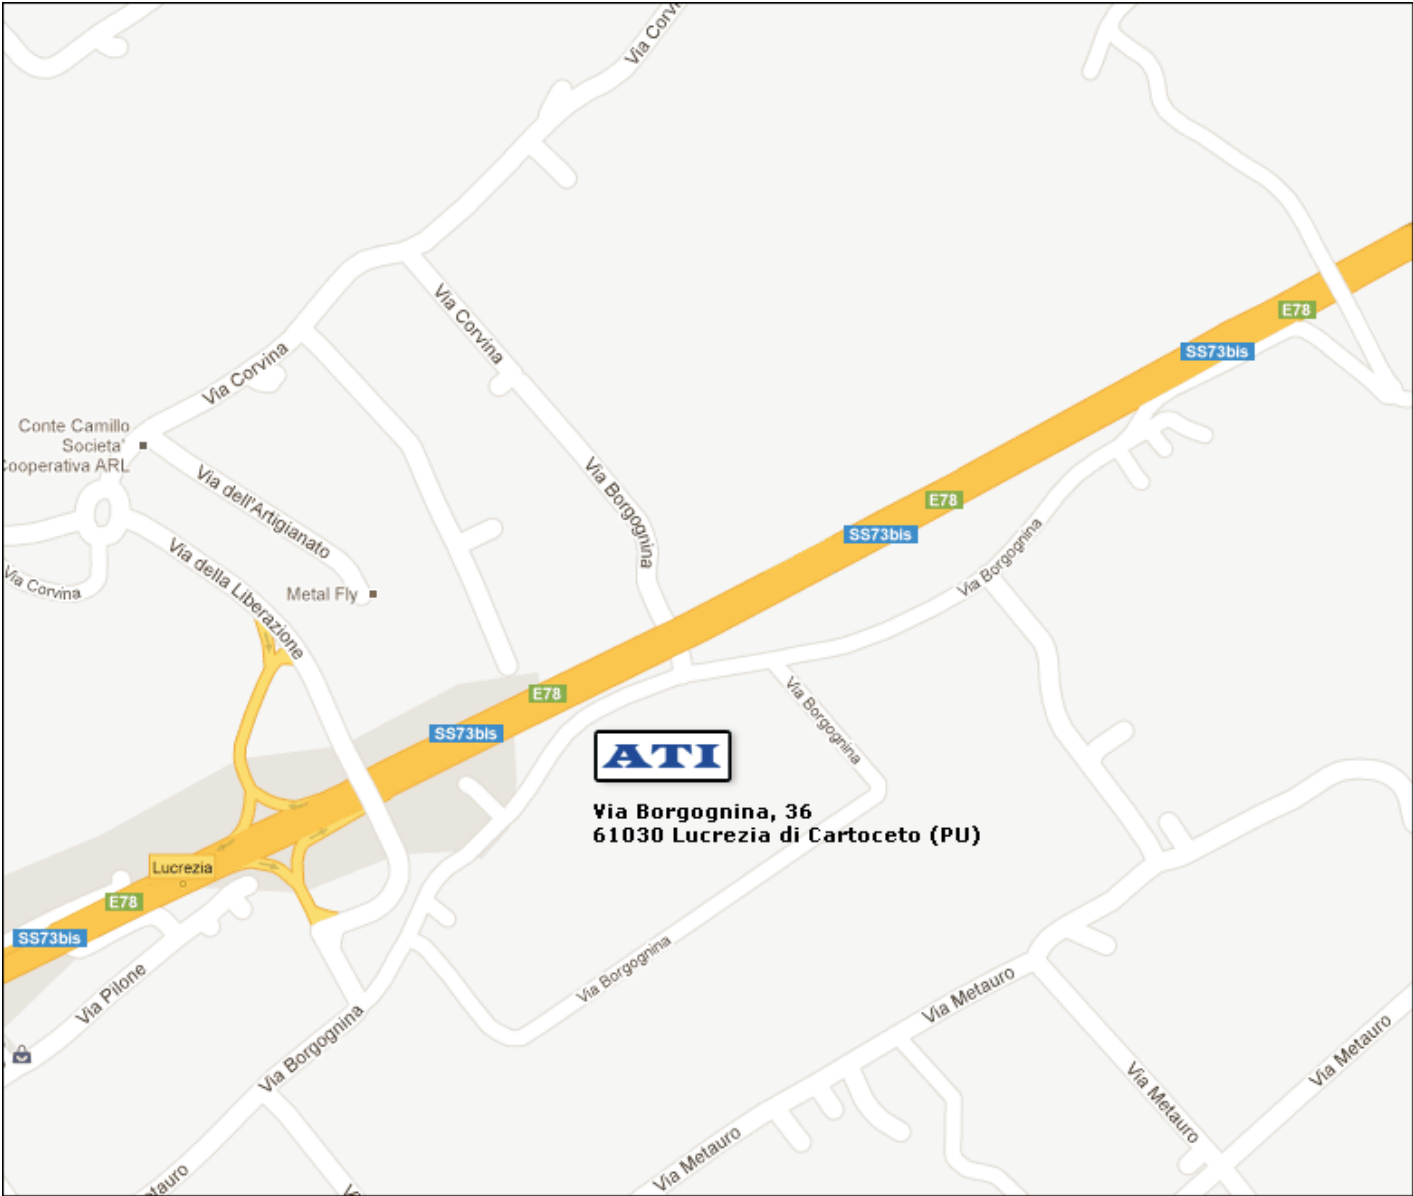 Via Corv
Via Corvina
E78
SS73bis
Via Corvina
Conte Camillo
Societa'
Cooperativa ARL
Via dell'Artigianato
Via Borgognina
E78
SS73bis
Via Borgognina
Via Corvina
Via della Liberazione
Metal Fly
E78
SS73bis
Via Borgognina
ATI
Via Borgognina, 36
61030 Lucrezia di Cartoceto (PU)
Lucrezia
E78
SS73bis
Via Pilone
Via Borgognina
Via Borgognina
Via Metauro
Via Metauro
Via Metauro
Via Metauro
tauro